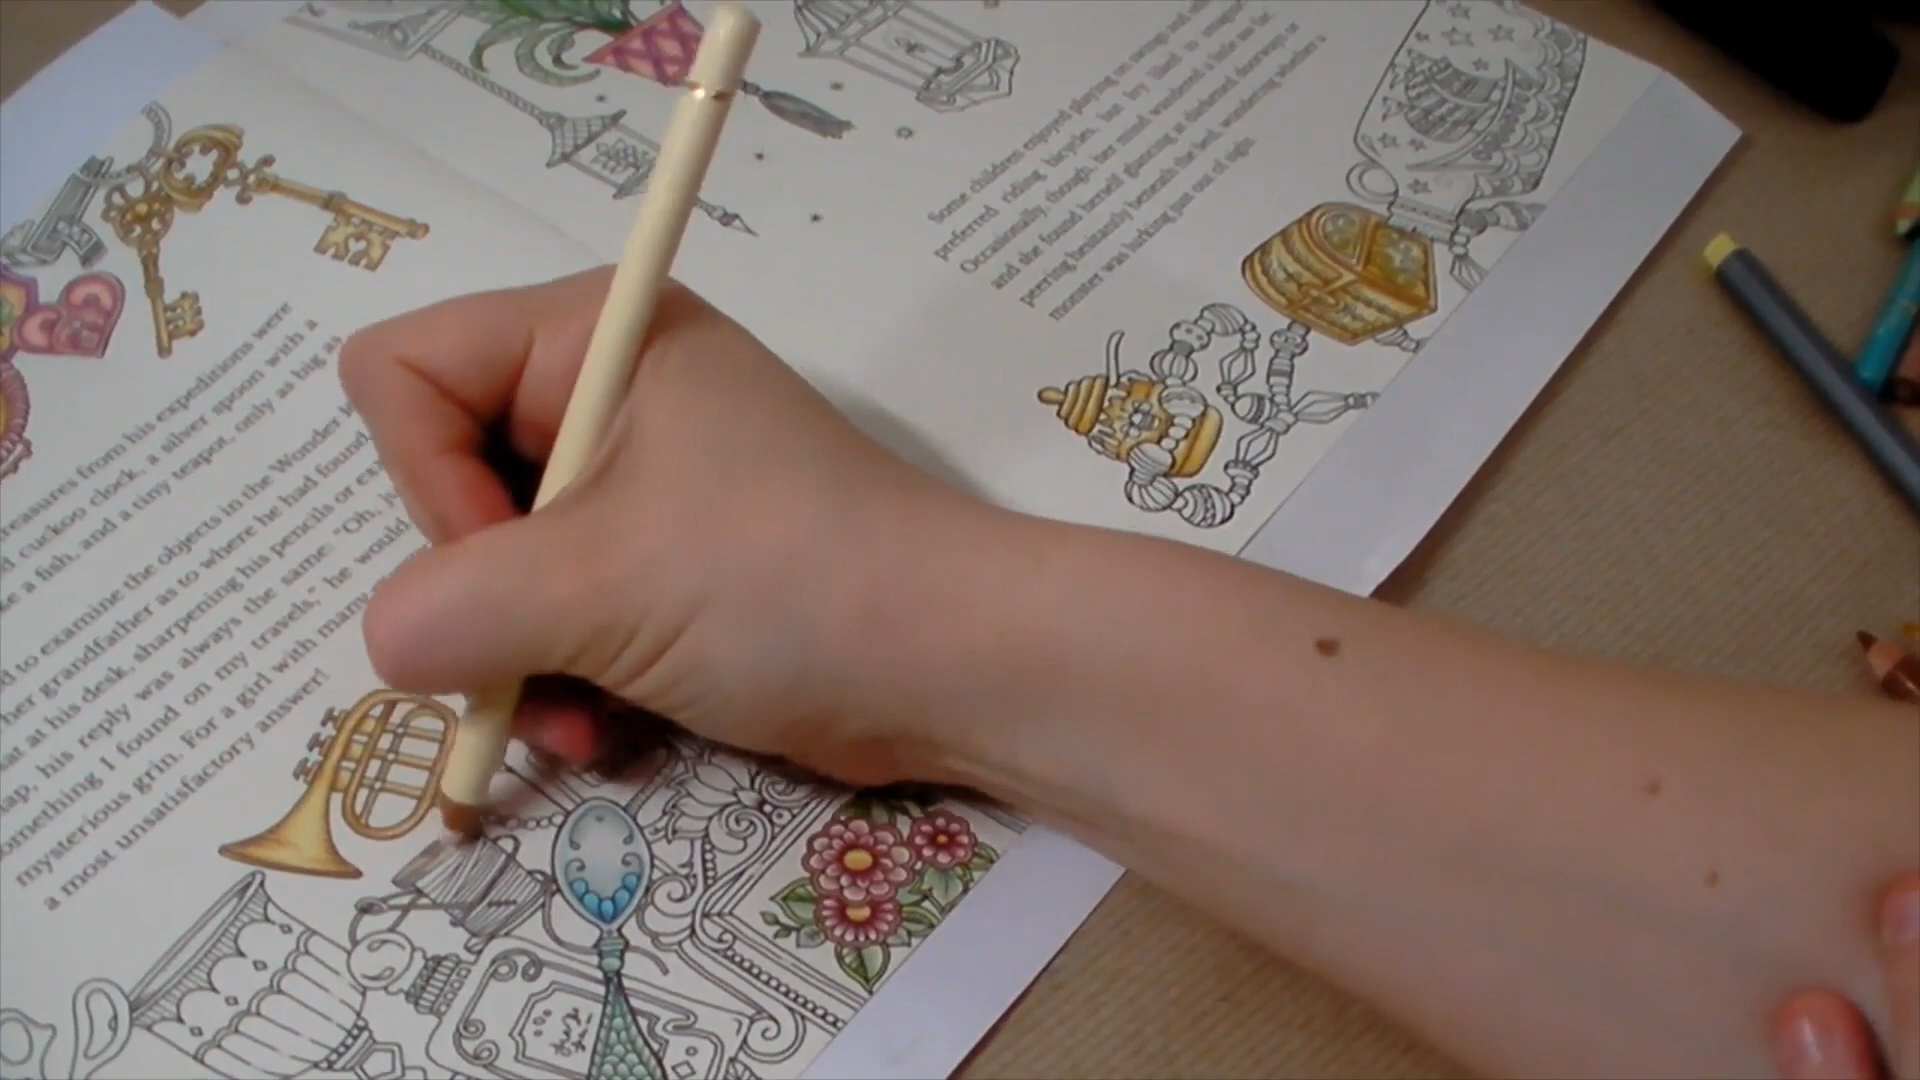 Some children enjoyed playing on swings and
preferred riding bicycles, but Ivy liked to
Occasionally, though, her mind wandered a little too far
and she found herself glancing at darkened doorways or
peering hesitantly beneath the bed, wondering whether a
monster was lurking just out of sight.
treasures from his expeditions were
cuckoo clock, a silver spoon with a
like a fish, and a tiny teapot, only as big as
to examine the objects in the Wonder
her grandfather as to where he had found
at his desk, sharpening his pencils or
his reply was always the same: "Oh,
something I found on my travels," he would
mysterious grin. For a girl with many
a most unsatisfactory answer!